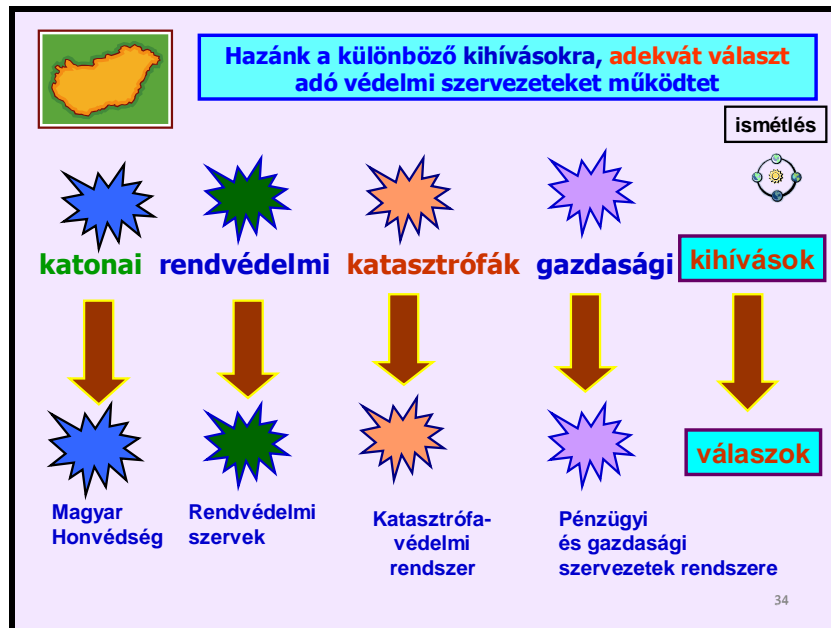 Hazánk a különböző kihívásokra, adekvát választ
adó védelmi szervezeteket működtet
ismétlés
katonai rendvédelmi katasztrófák gazdasági kihívások
válaszok
Magyar
Honvédség
Rendvédelmi
szervek
Katasztrófa-
védelmi
rendszer
Pénzügyi
és gazdasági
szervezetek rendszere
34